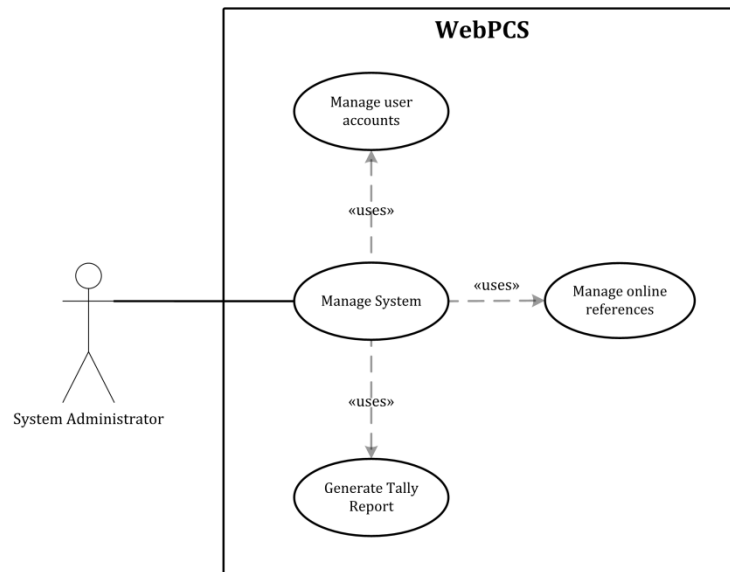 WebPCS
Manage user
accounts
«uses»
«uses»
Manage System
Manage online
references
«uses»
System Administrator
Generate Tally
Report